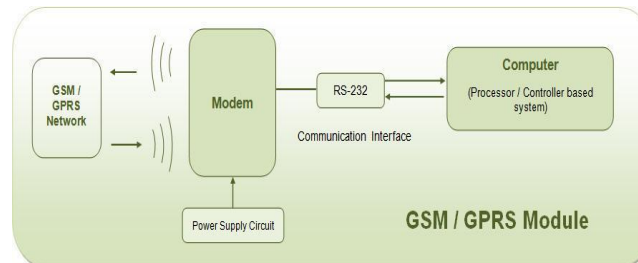 GSM /
GPRS
Network
Modem
RS-232
Communication Interface
Computer
(Processor / Controller based
system)
Power Supply Circuit
GSM / GPRS Module